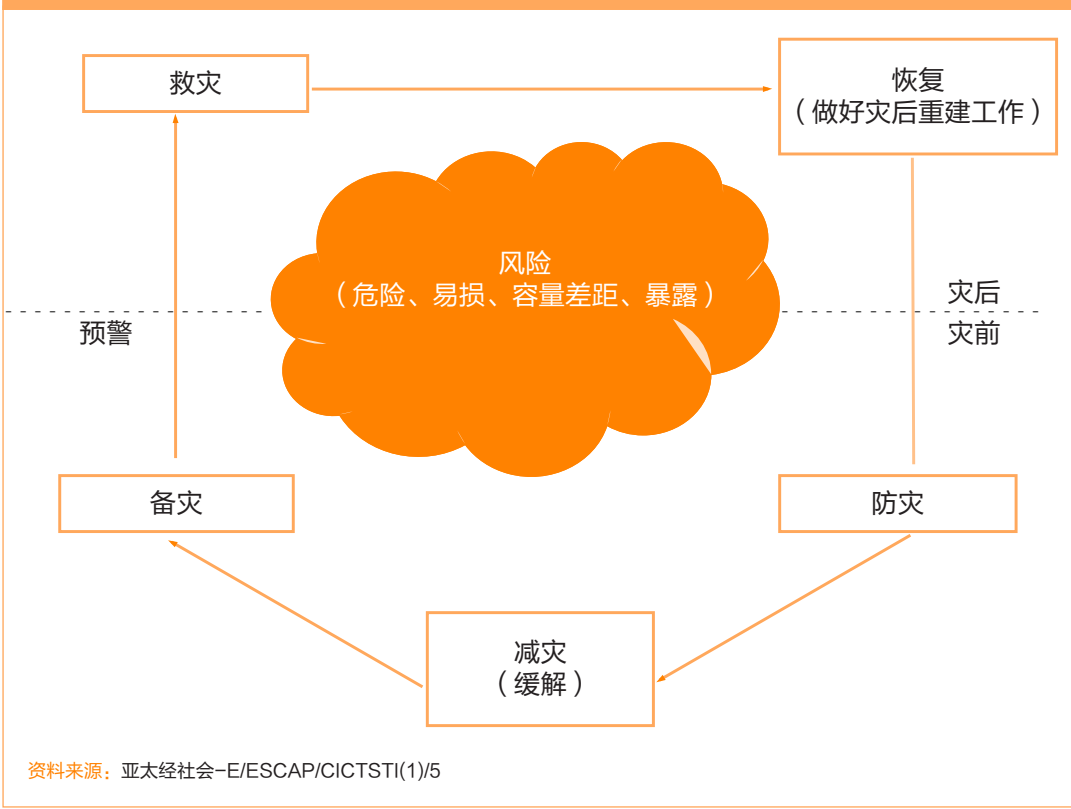 救灾
恢复
（做好灾后重建工作）
风险
（危险、易损、容量差距、暴露）
灾后
预警
灾前
备灾
防灾
减灾
（缓解）
资料来源：亚太经社会-E/ESCAP/CICTSTI(1)/5